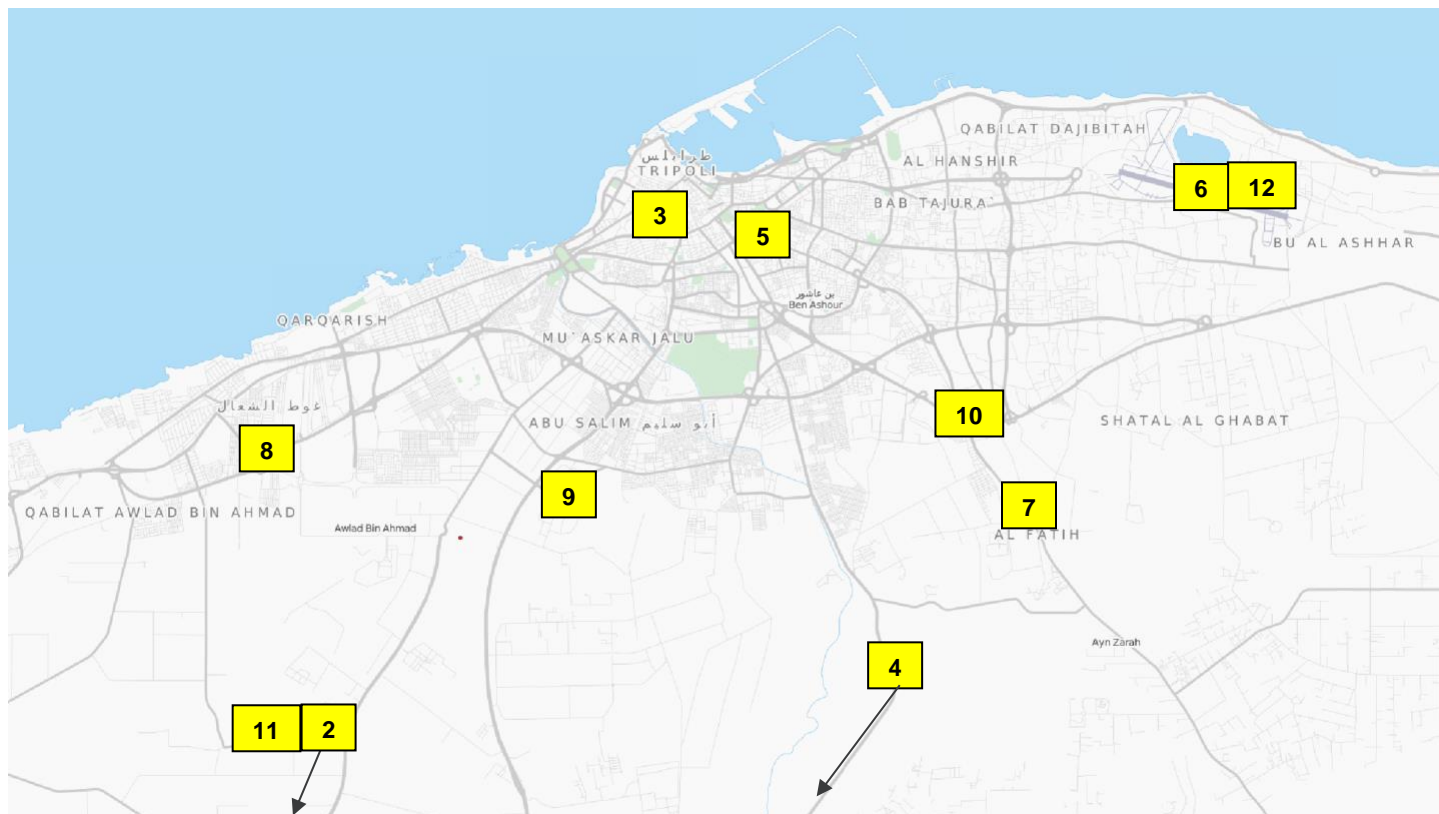 QABILAT DAJIBITAH
طرابلس
TRIPOLI
AL HANSHIR
6
12
BAB TAJURA`
3
5
BU AL ASHHAR
بن عاشور
Ben Ashour
QARQARISH
MU`ASKAR JALU
غوط الشعال
10
ABU SALIM أبو سليم
SHATAL AL GHABAT
8
9
7
QABILAT AWLAD BIN AHMAD
Awlad Bin Ahmad
AL FATIH
Ayn Zarah
4
11
2